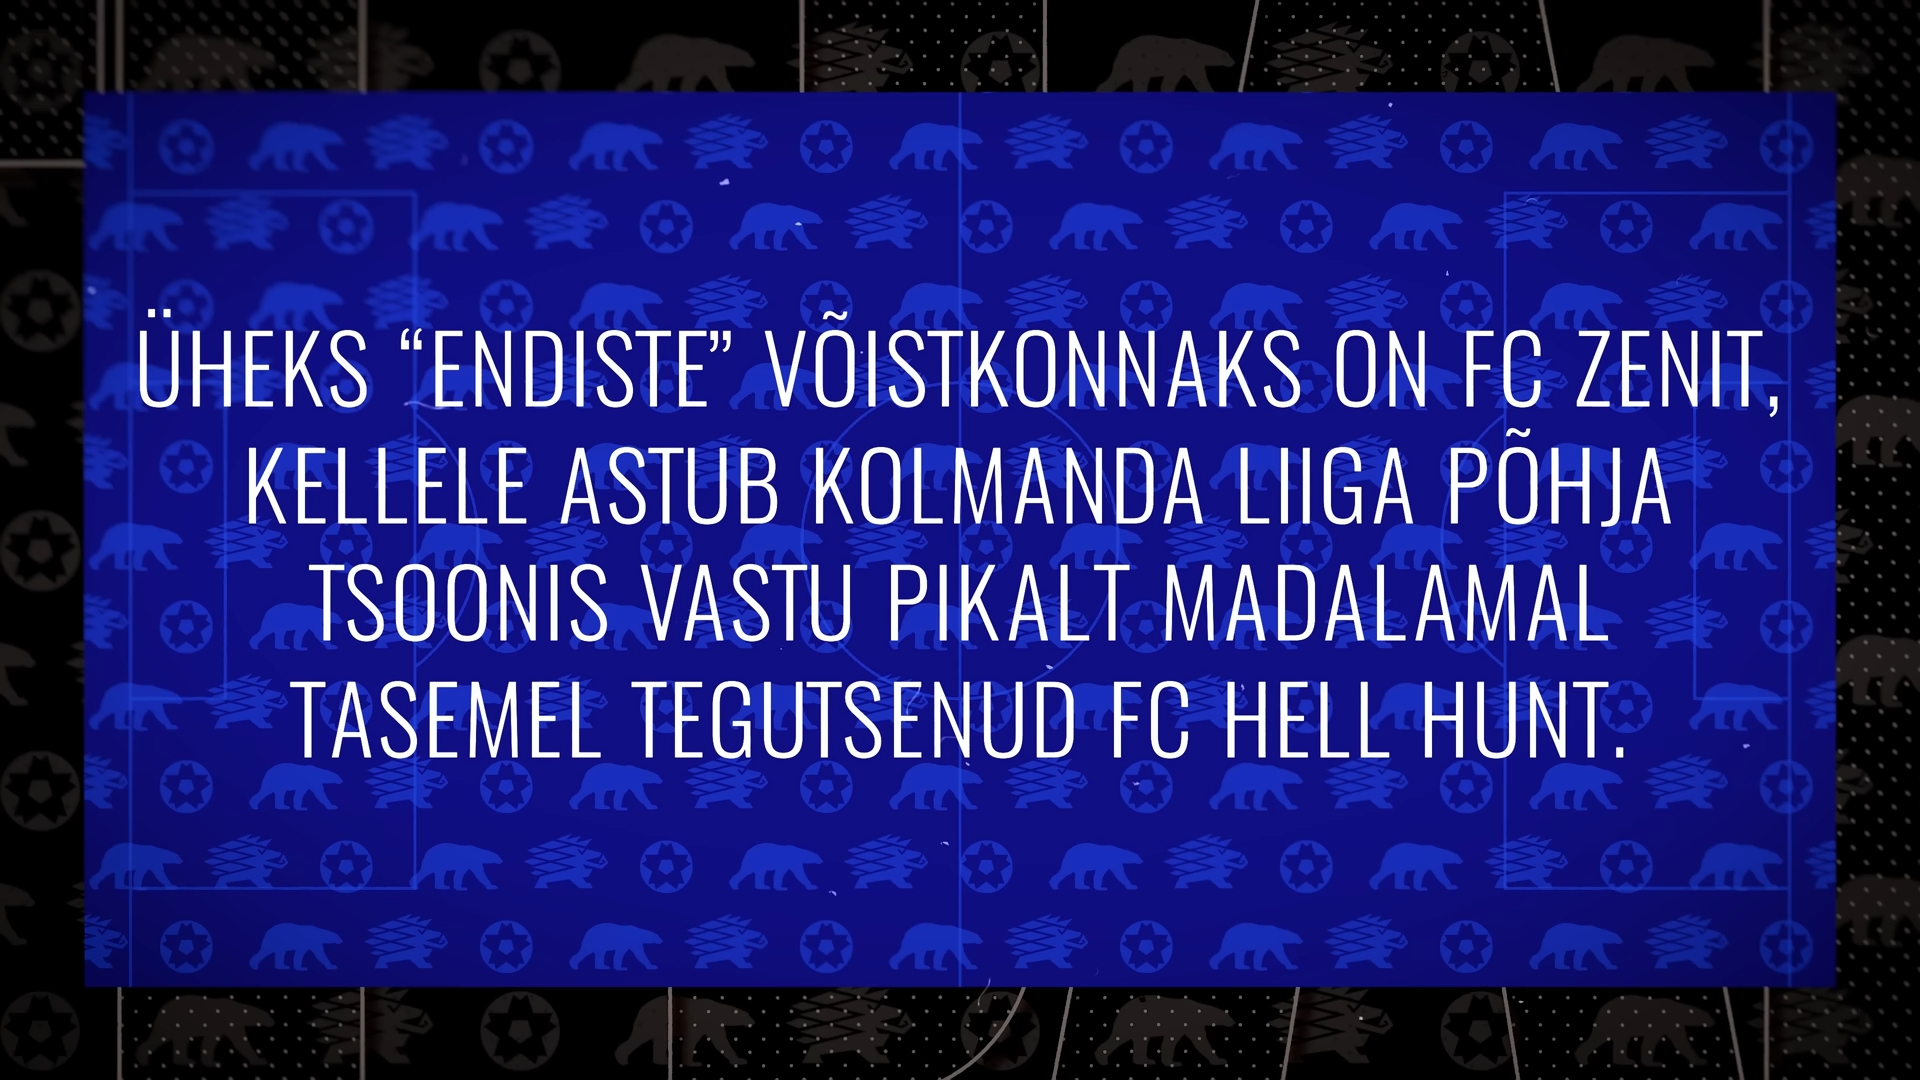 ÜHEKS “ENDISTE” VÕISTKONNAKS ON FC ZENIT,
KELLELE ASTUB KOLMANDA LIIGA PÕHJA
TSOONIS VASTU PIKALT MADALAMAL
TASEMEL TEGUTSENUD FC HELL HUNT.